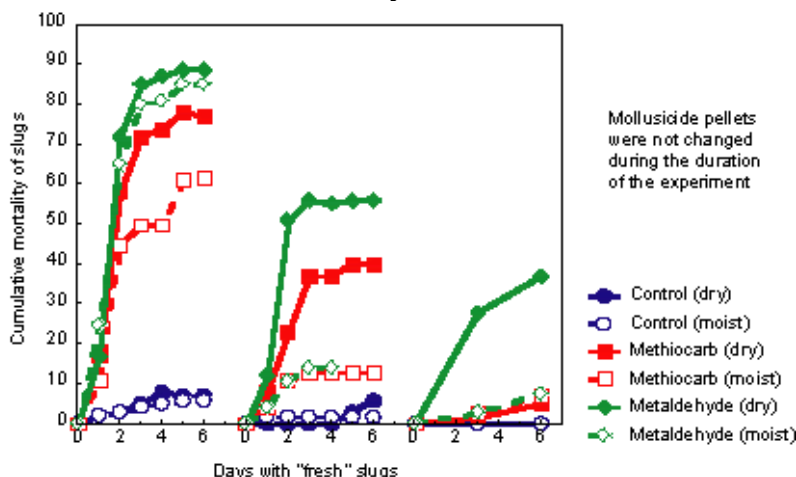 100
90
80
70
60
50
40
30
20
10
0
Cumulative mortality of slugs
0 2 4 6 0 2 4 6 0 2 4 6
Days with "fresh" slugs
Mollusicide pellets
were not changed
during the duration
of the experiment
Control (dry)
Control (moist)
Methiocarb (dry)
Methiocarb (moist)
Metaldehyde (dry)
Metaldehyde (moist)